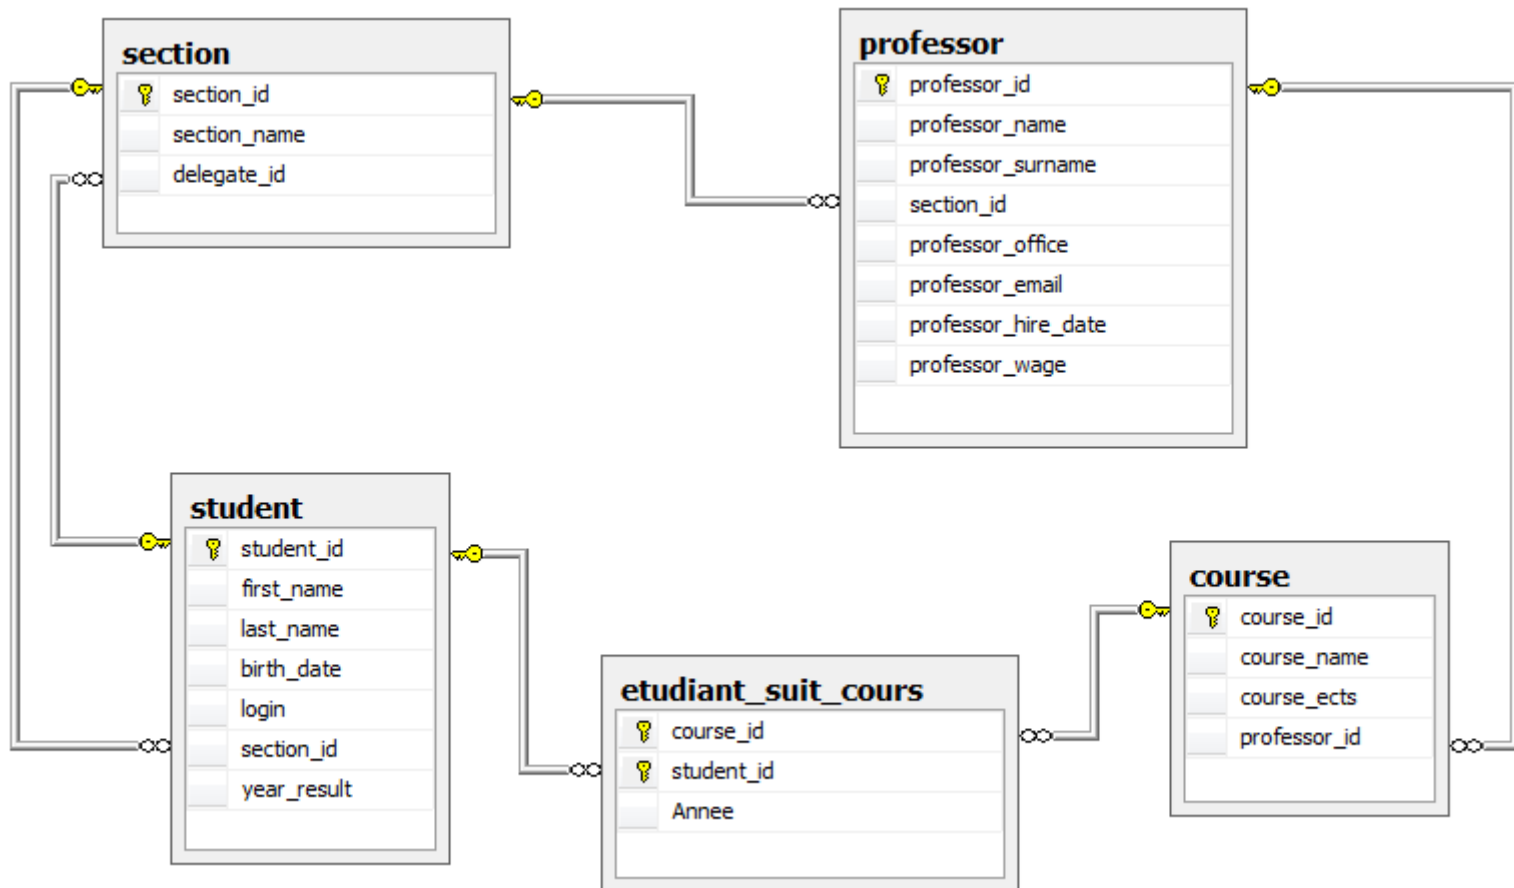 section
section_id
section_name
delegate_id
professor
professor_id
professor_name
professor_surname
section_id
professor_office
professor_email
professor_hire_date
professor_wage
student
student_id
first_name
last_name
birth_date
login
section_id
year_result
etudiant_suit_cours
course_id
student_id
Annee
course
course_id
course_name
course_ects
professor_id